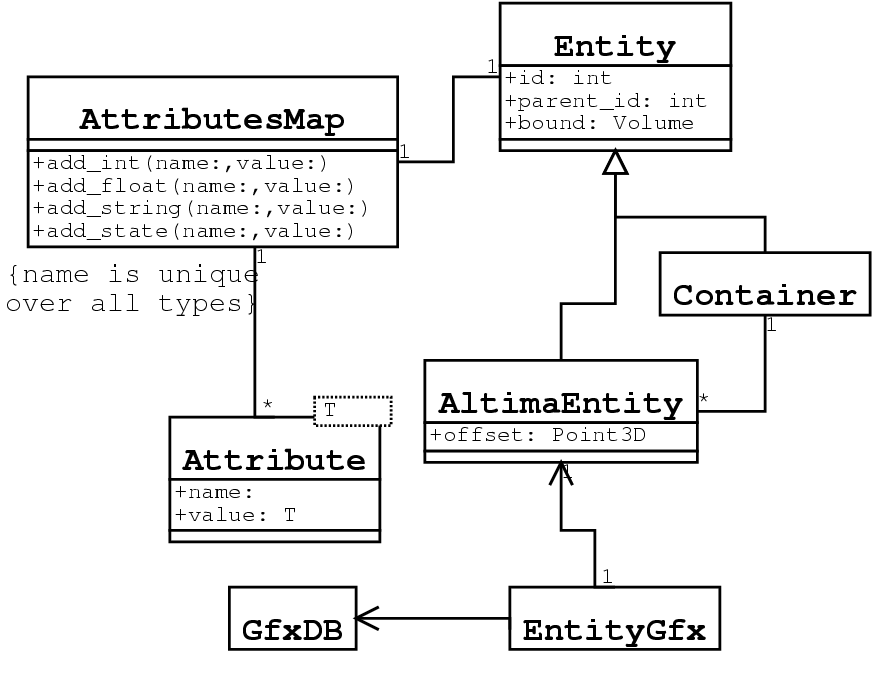 Entity
+id: int
+parent_id: int
+bound: Volume
1
AttributesMap
+add_int(name:,value:)
+add_float(name:,value:)
+add_string(name:,value:)
+add_state(name:,value:)
1
1
{name is unique
over all types}
Container
1
AltimaEntity
+offset: Point3D
*
1
*
T
Attribute
+name:
+value: T
1
GfxDB
EntityGfx